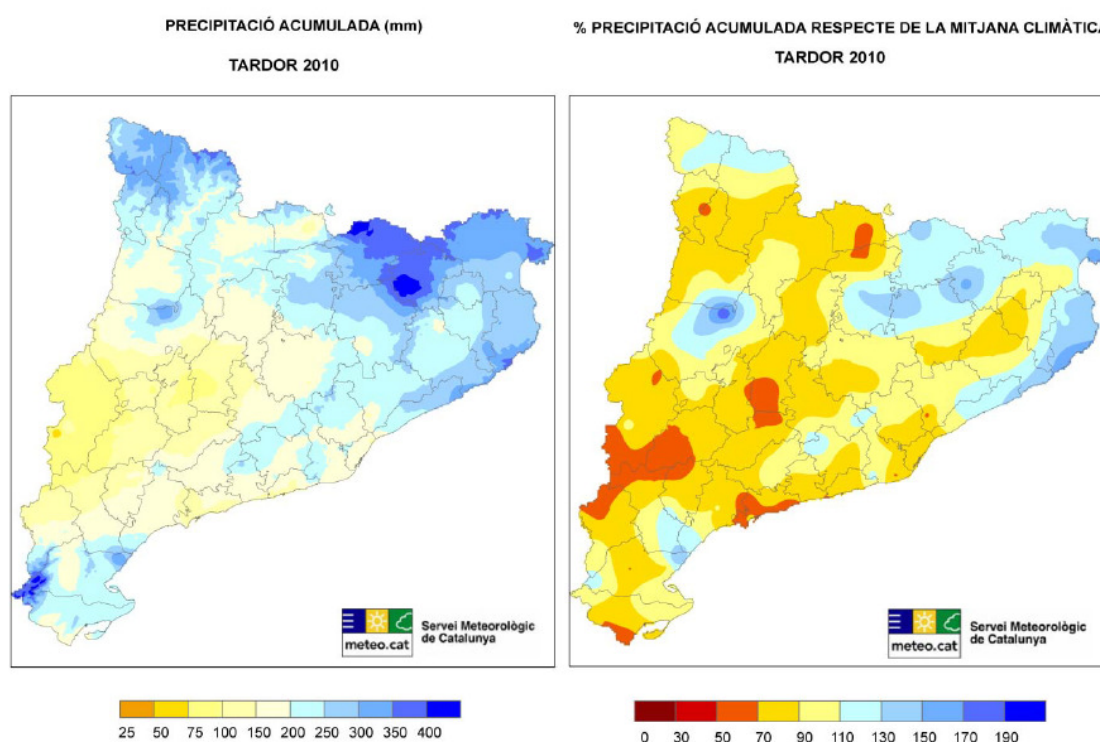 PRECIPITACIÓ ACUMULADA (mm)
TARDOR 2010
% PRECIPITACIÓ ACUMULADA RESPECTE DE LA MITJANA CLIMÀTICA
TARDOR 2010
meteo.cat
Servei Meteorològic
de Catalunya
meteo.cat
Servei Meteorològic
de Catalunya
25 50 75 100 150 200 250 300 350 400
0 30 50 70 90 110 130 150 170 190